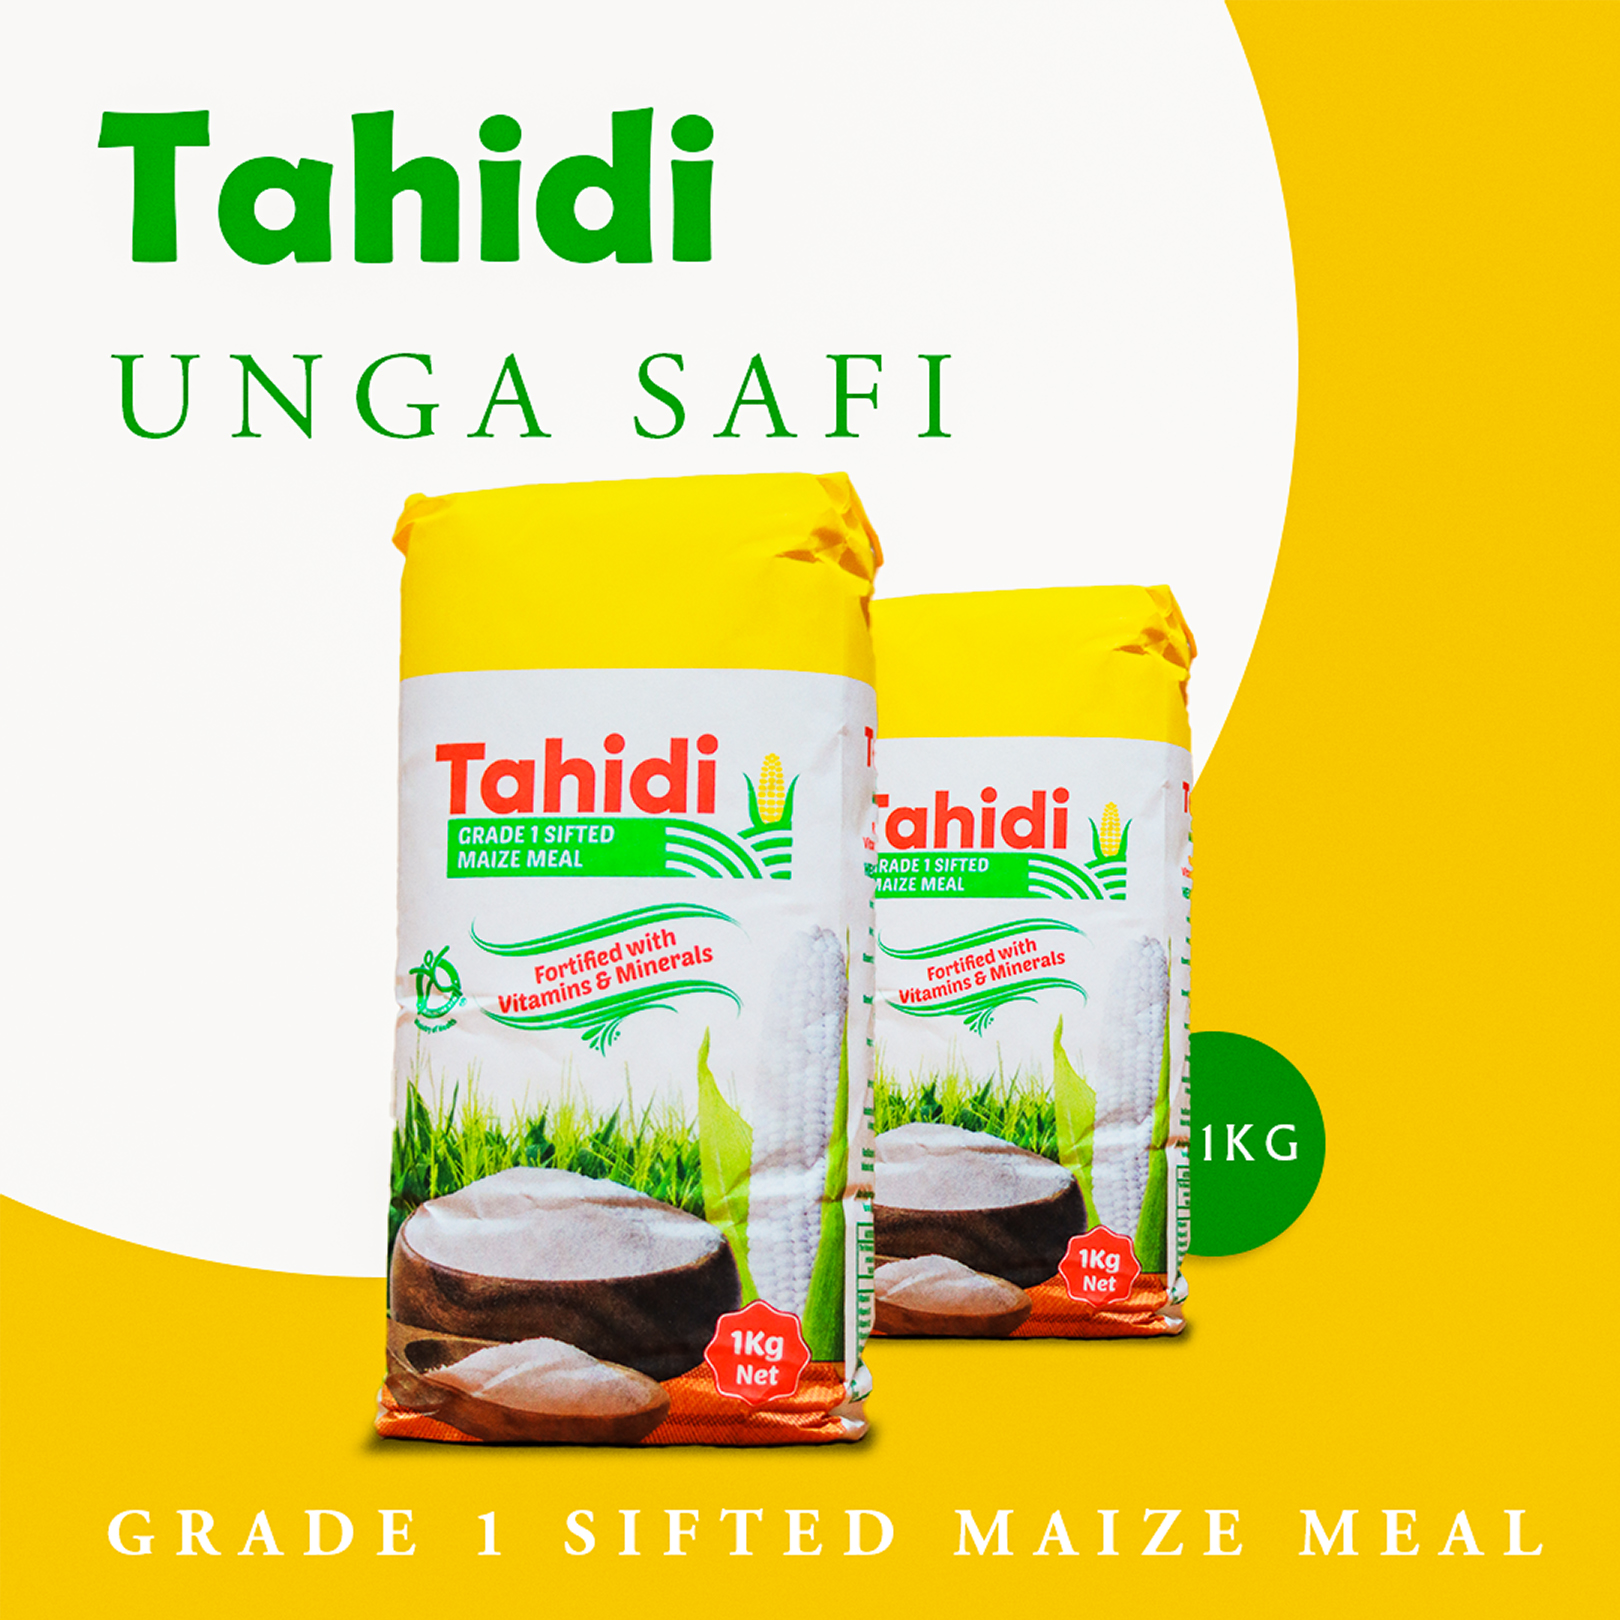 Tahidi
UNGA SAFI
Tahidi
GRADE 1 SIFTED
MAIZE MEAL
Fortified with
Vitamins & Minerals
1Kg
Net
Tahidi
GRADE 1 SIFTED
MAIZE MEAL
Fortified with
Vitamins & Minerals
1Kg
Net
1KG
GRADE 1 SIFTED MAIZE MEAL